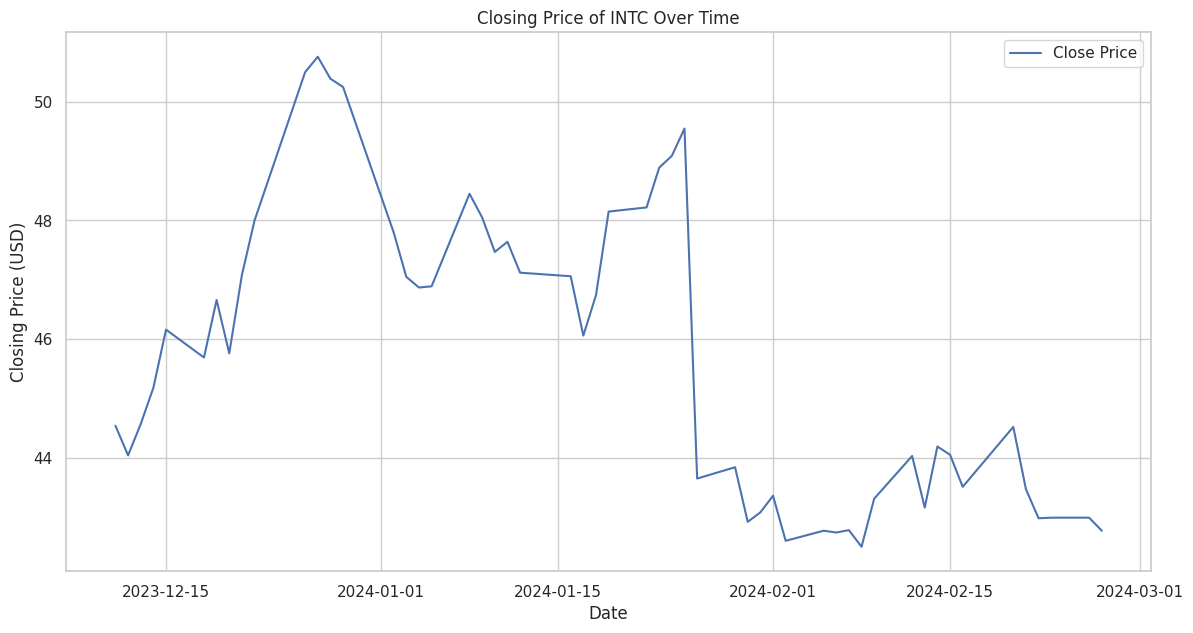 Closing Price of INTC Over Time
Close Price
Closing Price (USD)
50
48
46
44
2023-12-15
2024-01-01
2024-01-15
2024-02-01
2024-02-15
2024-03-01
Date